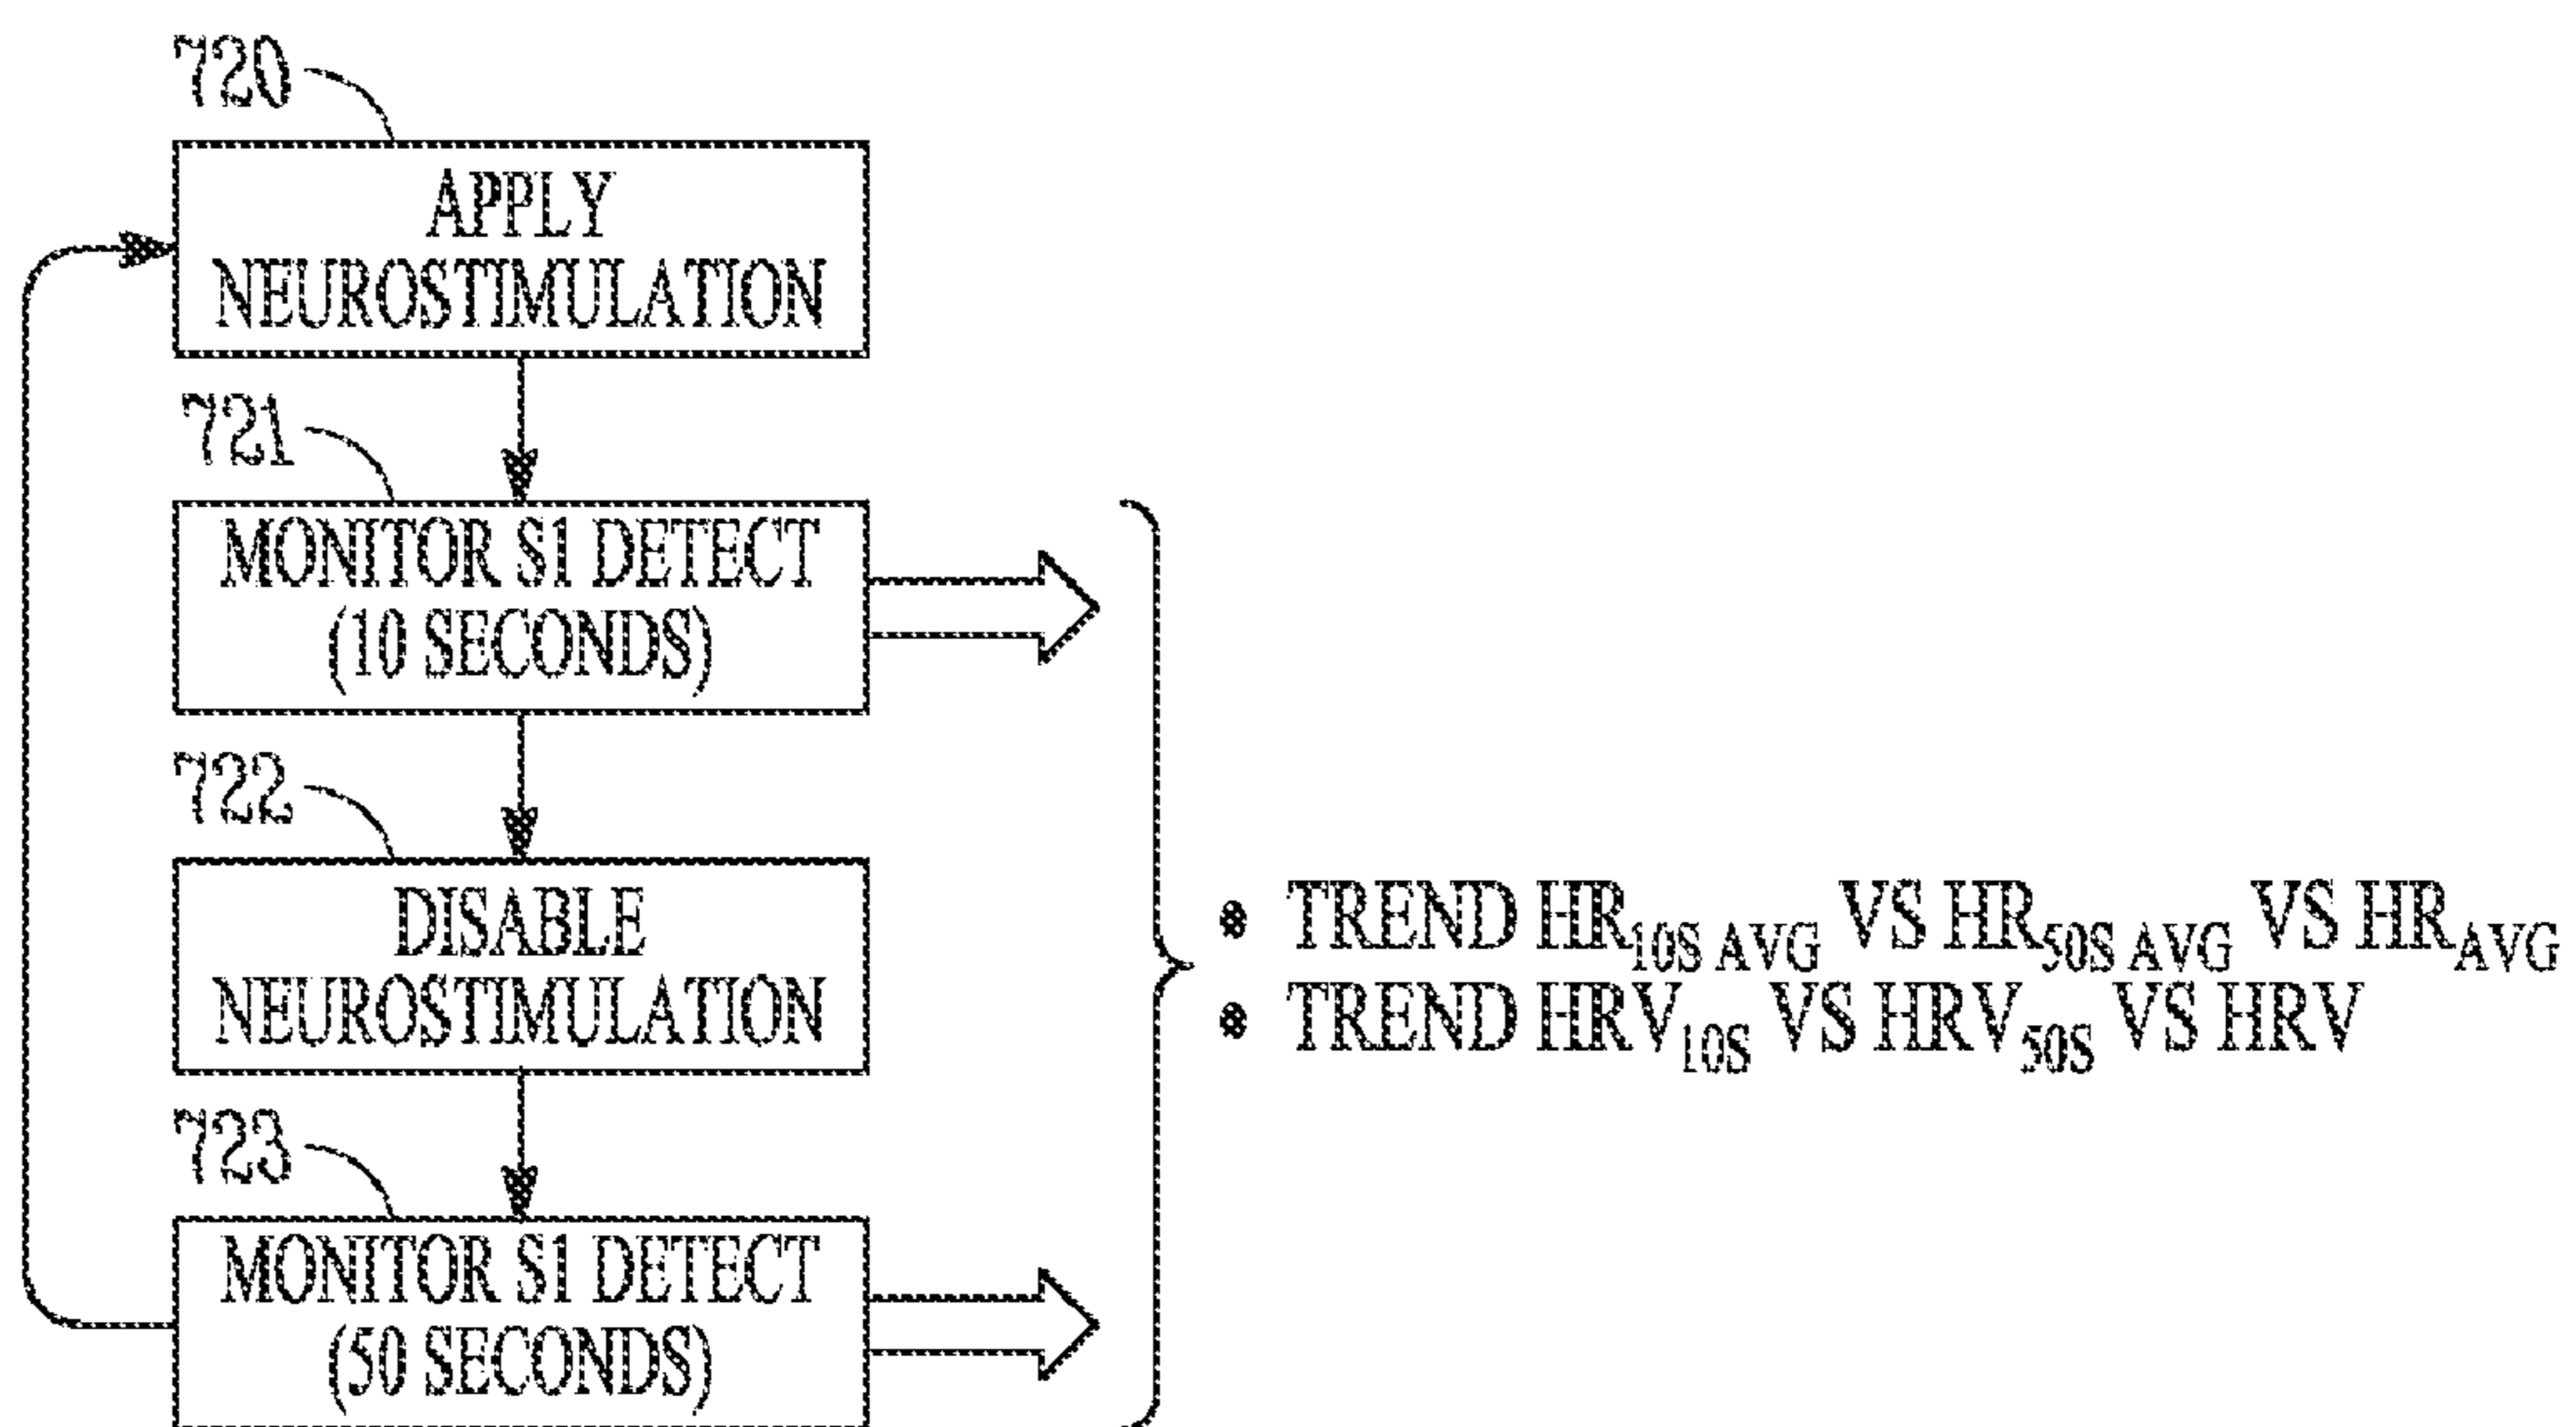 720
APPLY
NEUROSTIMULATION
721
MONITOR S1 DETECT
(10 SECONDS)
722
DISABLE
NEUROSTIMULATION
723
MONITOR S1 DETECT
(50 SECONDS)
• TREND HR10S AVG VS HR50S AVG VS HRAVG
• TREND HRV10S VS HRV50S VS HRV